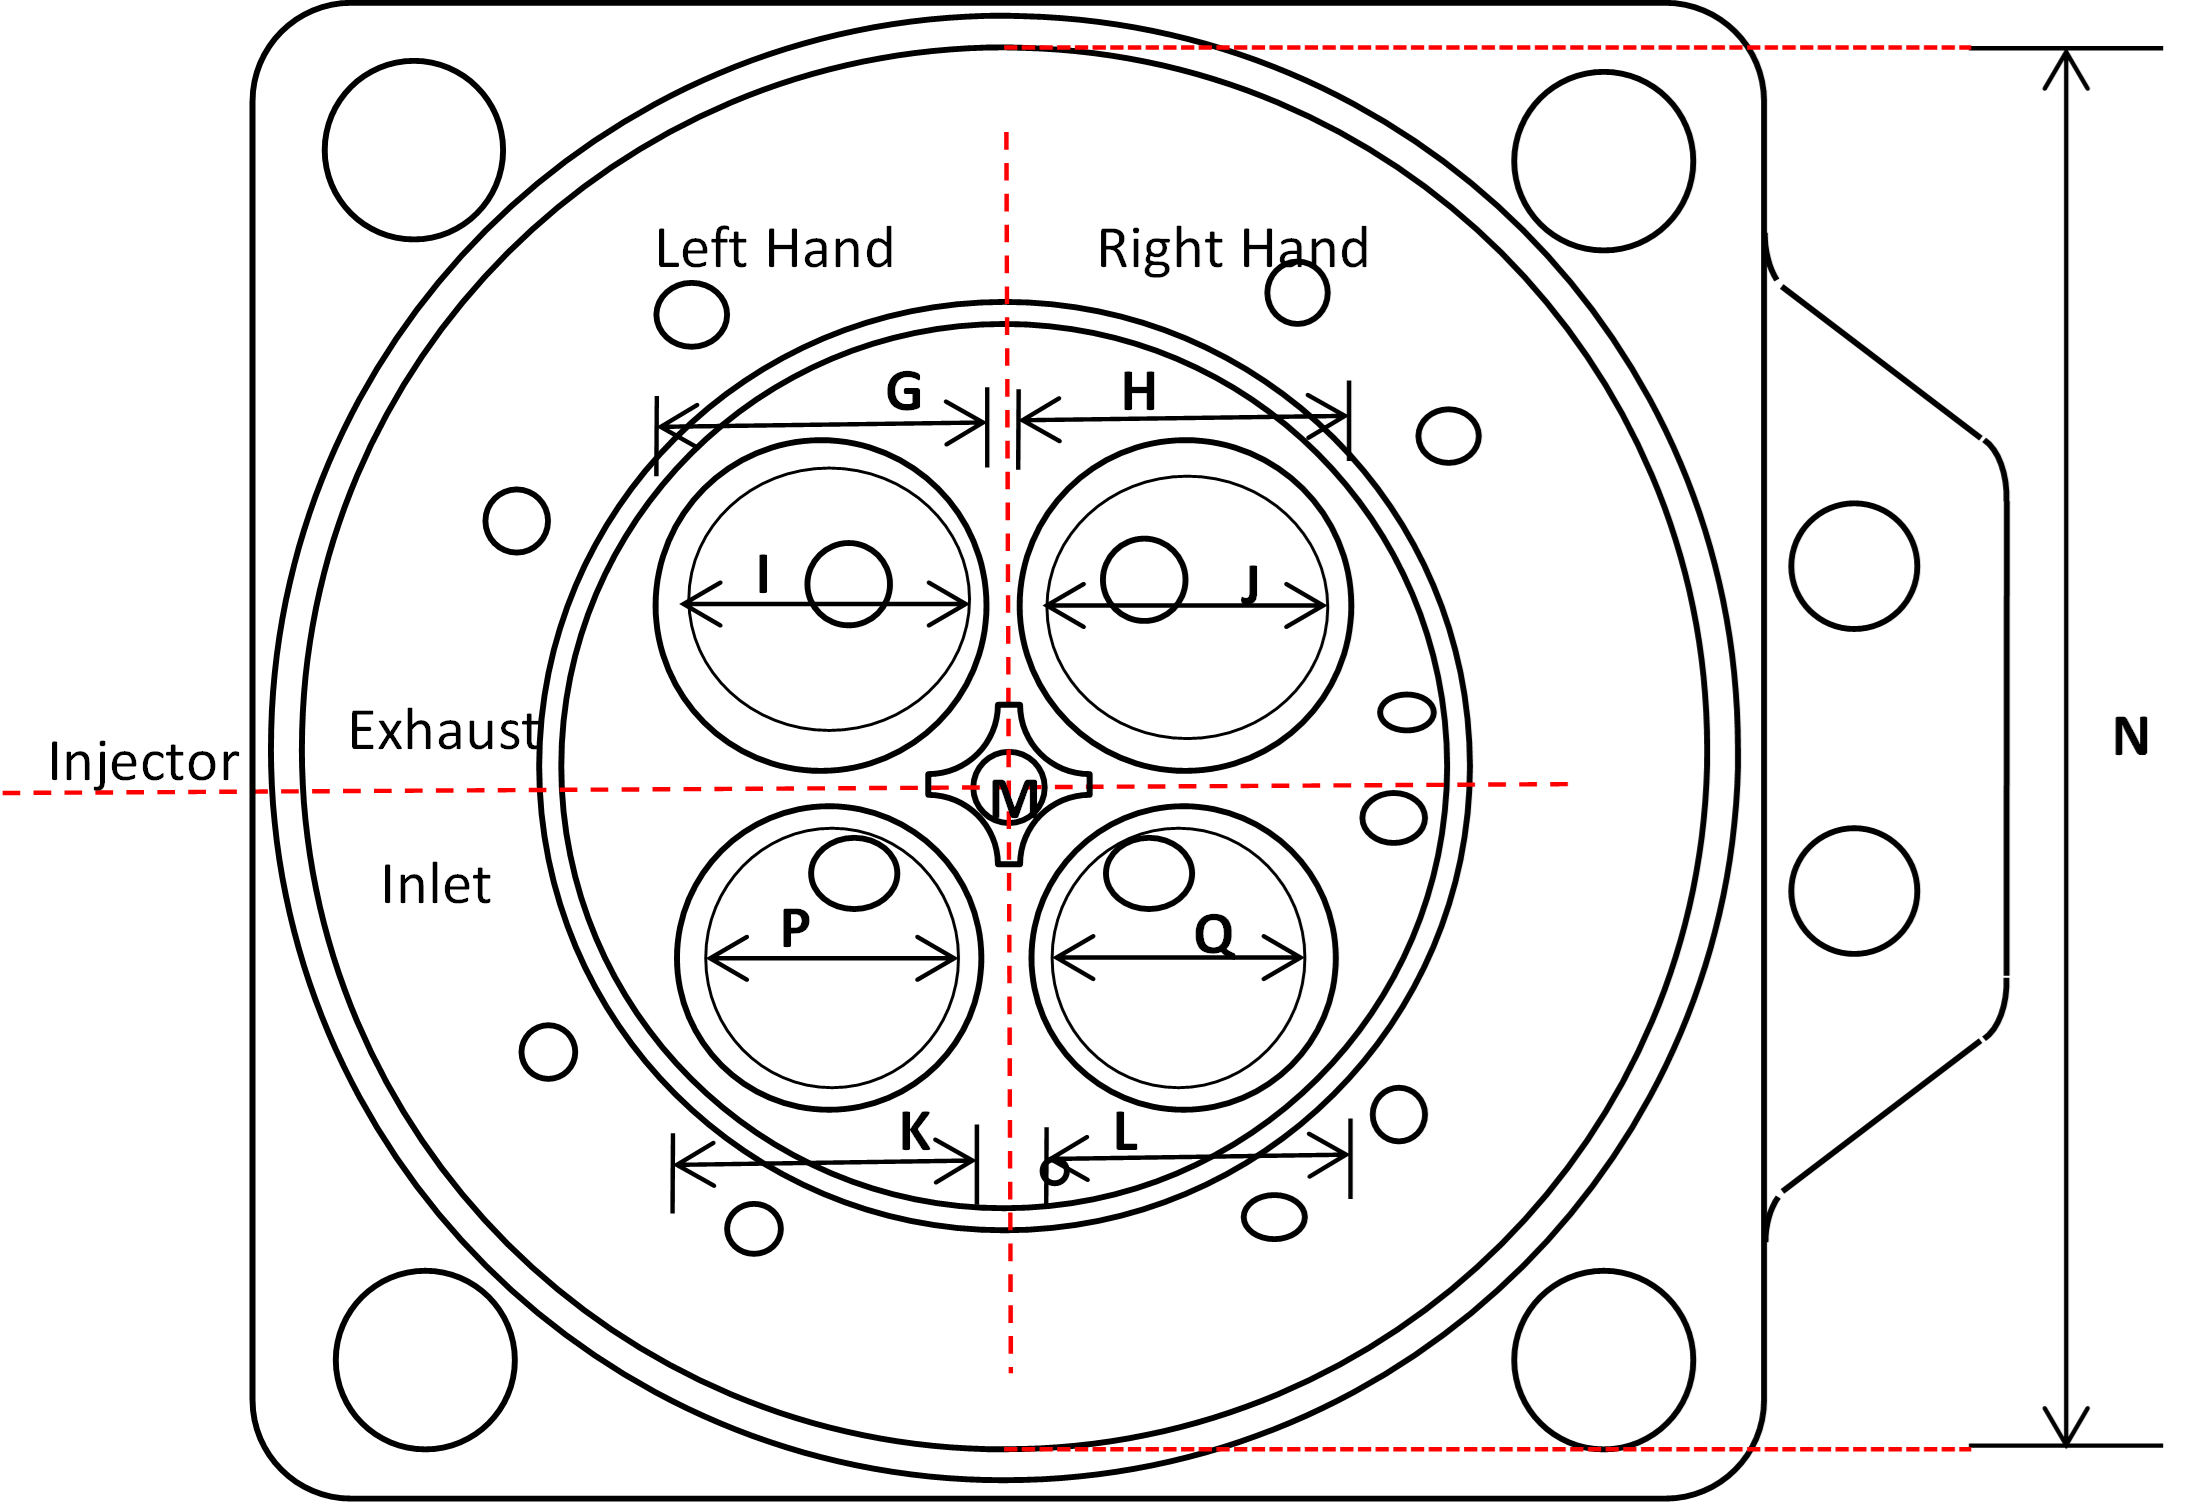 Left Hand
Right Hand
G
H
I
J
Exhaust
Injector
N
M
Inlet
P
Q
K
L